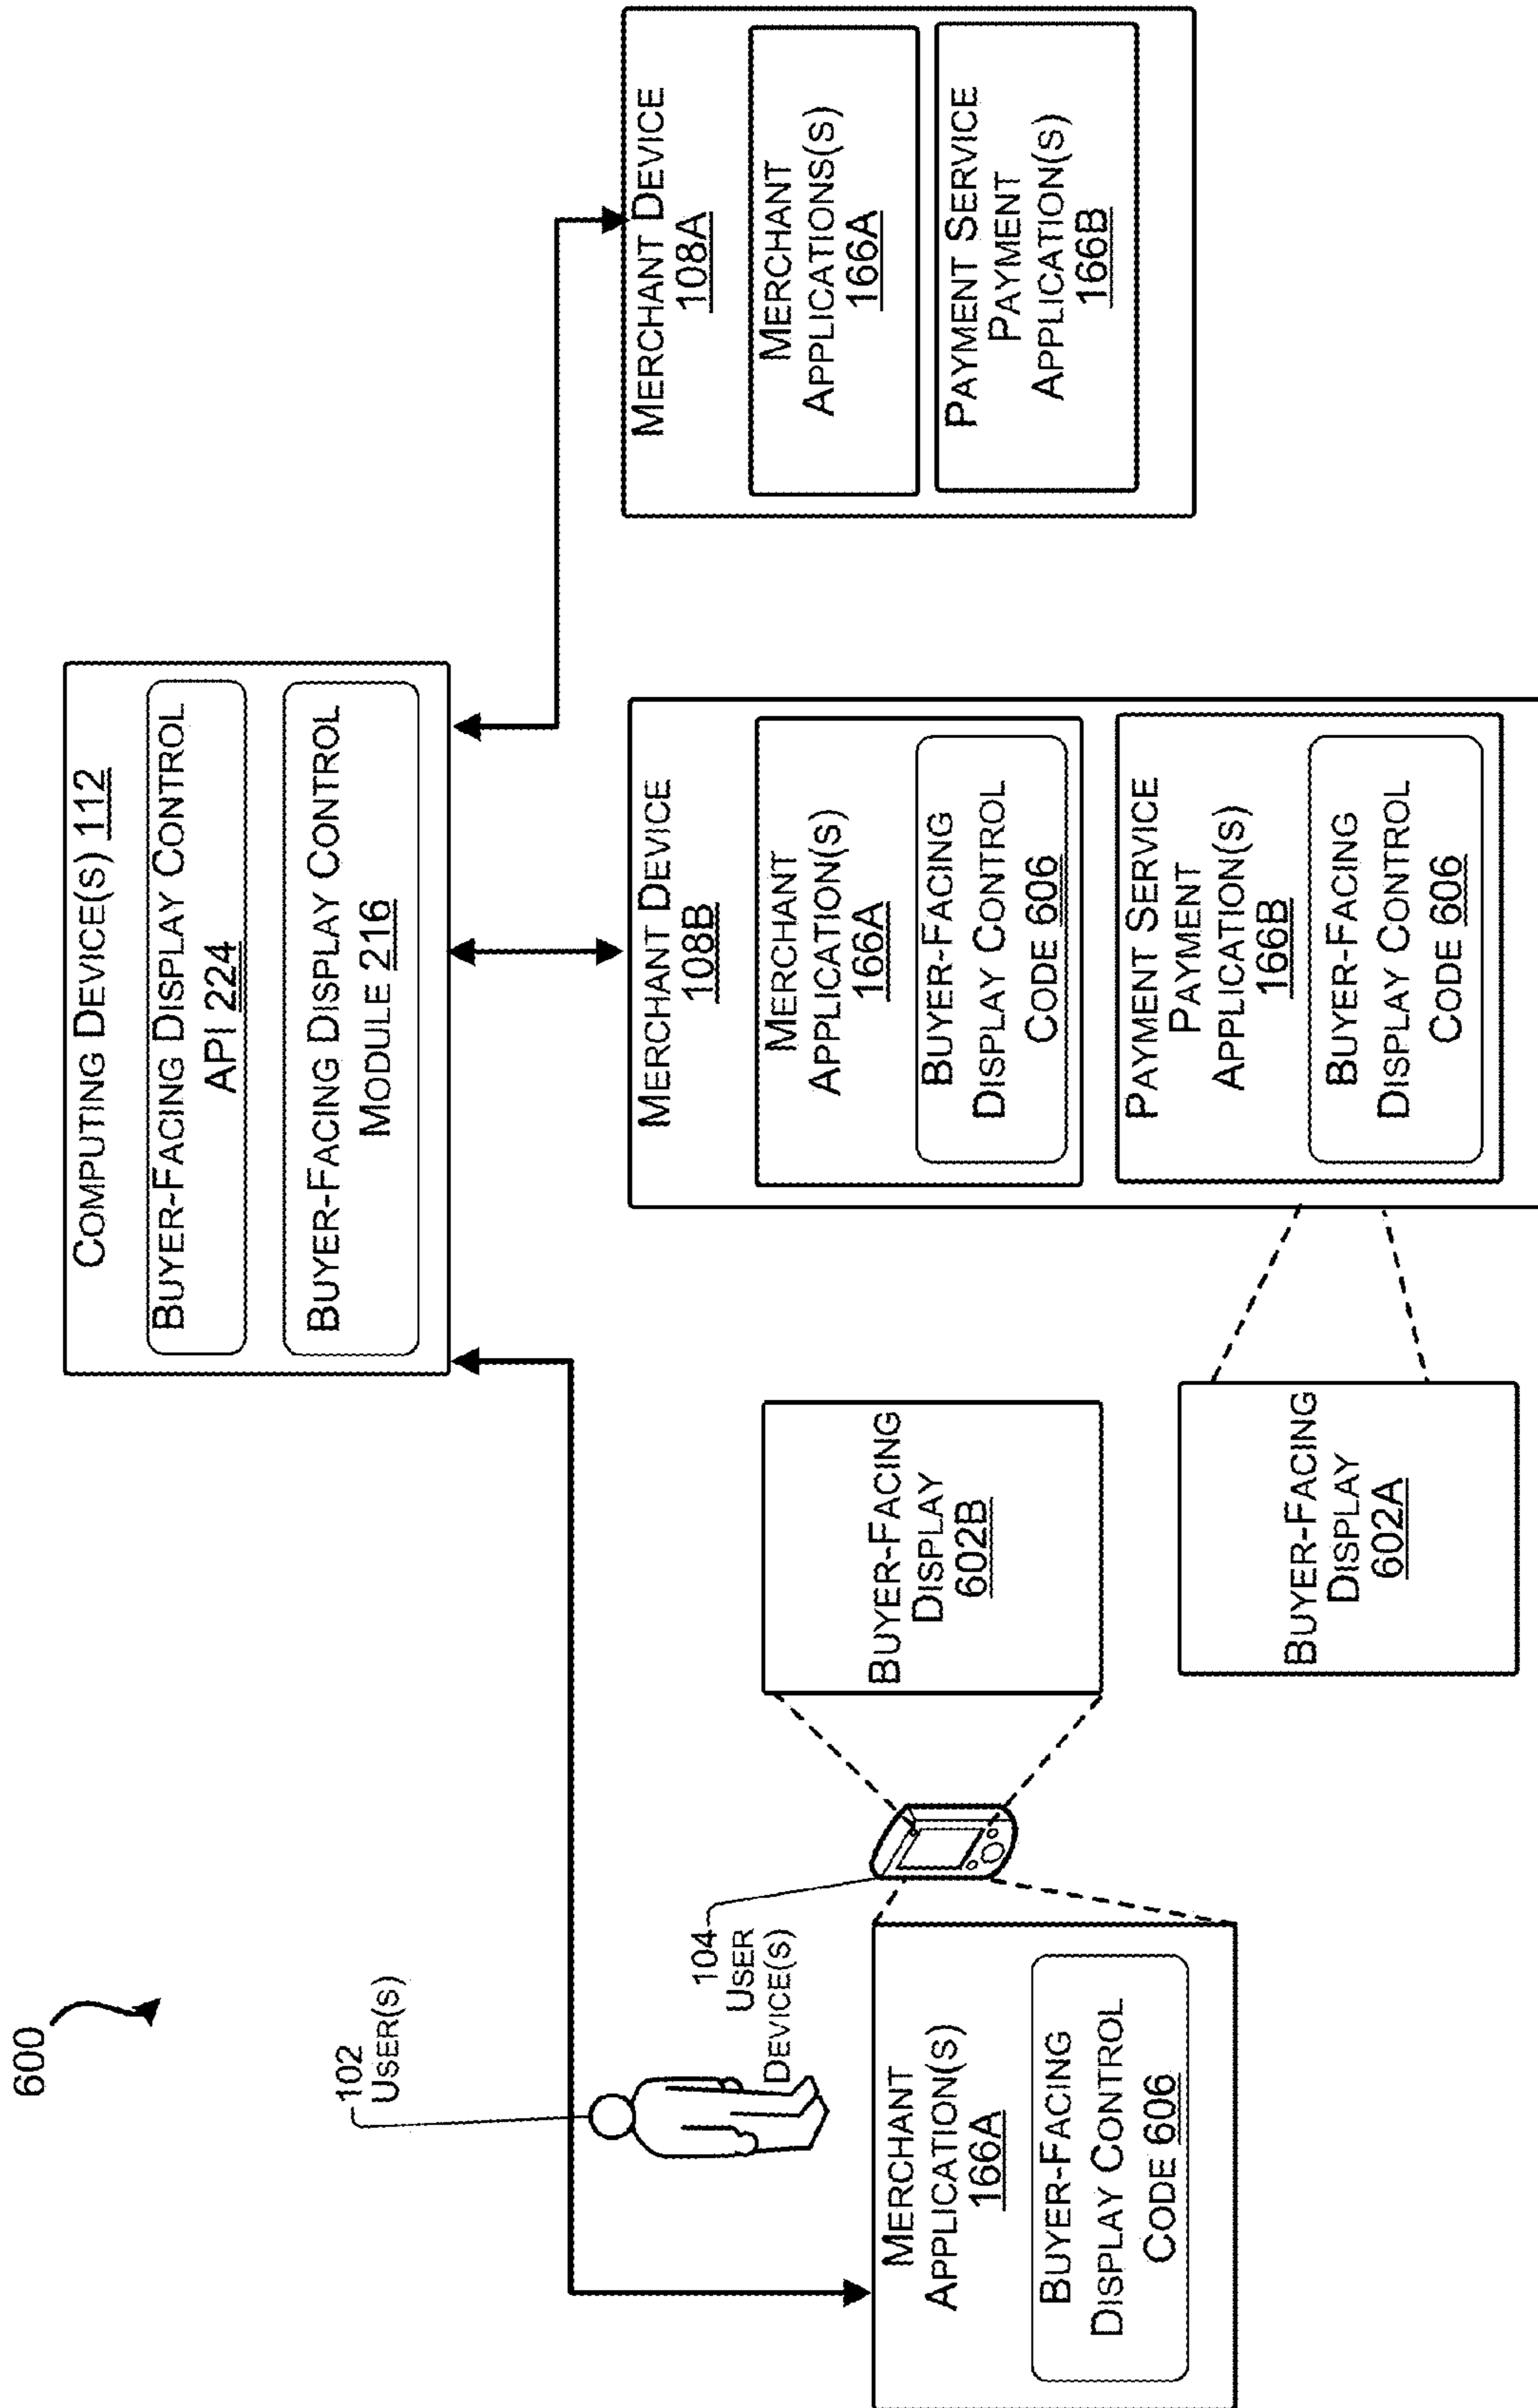 600
102
USER(S)
104
USER
DEVICE(S)
COMPUTING DEVICE(S) 112
BUYER-FACING DISPLAY CONTROL
API 224
BUYER-FACING DISPLAY CONTROL
MODULE 216
MERCHANT
APPLICATION(S)
166A
BUYER-FACING
DISPLAY CONTROL
CODE 606
BUYER-FACING
DISPLAY
602B
BUYER-FACING
DISPLAY
602A
MERCHANT DEVICE
108B
MERCHANT
APPLICATION(S)
166A
BUYER-FACING
DISPLAY CONTROL
CODE 606
PAYMENT SERVICE
PAYMENT
APPLICATION(S)
166B
BUYER-FACING
DISPLAY CONTROL
CODE 606
MERCHANT DEVICE
108A
MERCHANT
APPLICATIONS(S)
166A
PAYMENT SERVICE
PAYMENT
APPLICATION(S)
166B